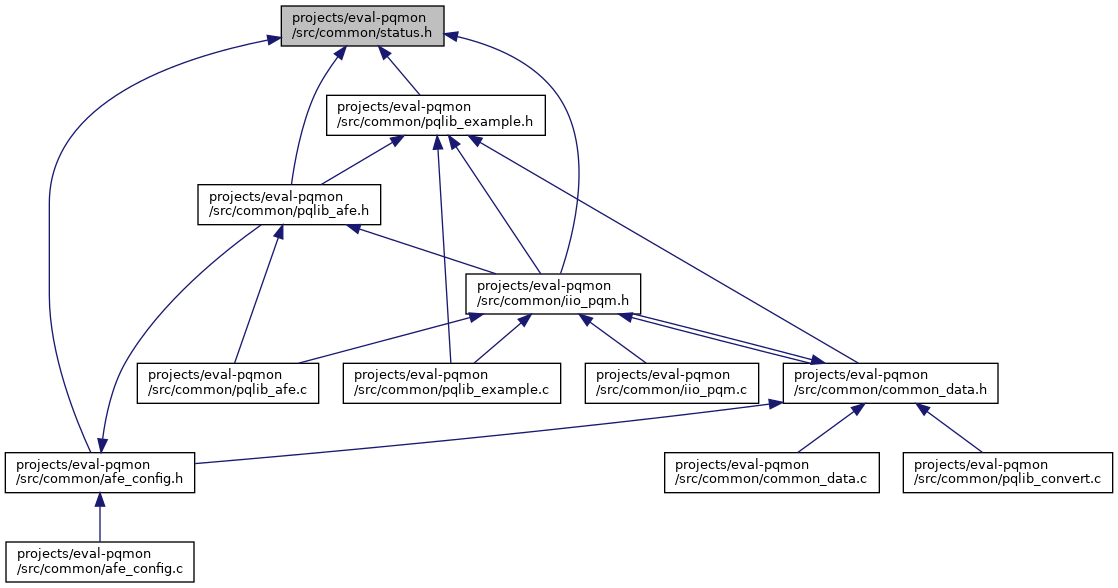 projects/eval-pqmon
/src/common/status.h
projects/eval-pqmon
/src/common/pqlib_example.h
projects/eval-pqmon
/src/common/pqlib_afe.h
projects/eval-pqmon
/src/common/iio_pqm.h
projects/eval-pqmon
/src/common/pqlib_afe.c
projects/eval-pqmon
/src/common/pqlib_example.c
projects/eval-pqmon
/src/common/iio_pqm.c
projects/eval-pqmon
/src/common/common_data.h
projects/eval-pqmon
/src/common/afe_config.h
projects/eval-pqmon
/src/common/common_data.c
projects/eval-pqmon
/src/common/pqlib_convert.c
projects/eval-pqmon
/src/common/afe_config.c